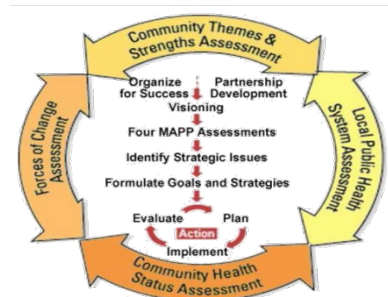 Community Themes &
Strengths Assessment
Organize Partnership
for Success Development
Visioning
Four MAPP Assessments
Identify Strategic Issues
Formulate Goals and Strategies
Evaluate Plan
Action
Implement
Forces of Change
Assessment
Local Public Health
System Assessment
Community Health
Status Assessment